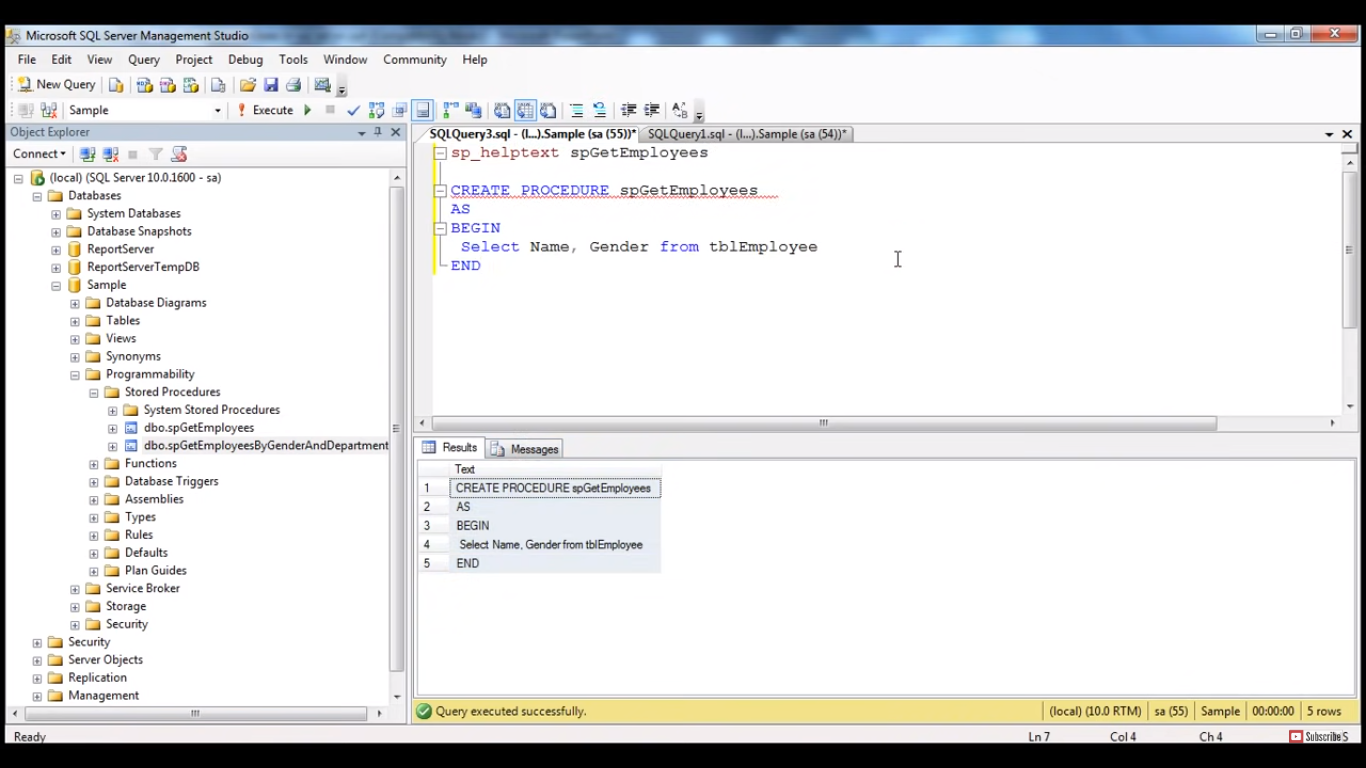 Microsoft SQL Server Management Studio
File Edit View Query Project Debug Tools Window Community Help
New Query
Sample Execute
Object Explorer
SQLQuery3.sql - (l...).Sample (sa (55))* SQLQuery1.sql - (l...).Sample (sa (54))*
Connect
sp_helptext spGetEmployees
CREATE PROCEDURE spGetEmployees
AS
BEGIN
Select Name, Gender from tblEmployee
END
(local) (SQL Server 10.0.1600 - sa)
Databases
System Databases
Database Snapshots
ReportServer
ReportServerTempDB
Sample
Database Diagrams
Tables
Views
Synonyms
Programmability
Stored Procedures
System Stored Procedures
dbo.spGetEmployees
dbo.spGetEmployeesByGenderAndDepartment
Functions
Database Triggers
Assemblies
Types
Rules
Defaults
Plan Guides
Service Broker
Storage
Security
Security
Server Objects
Replication
Management
Results Messages
Text
1 CREATE PROCEDURE spGetEmployees
2 AS
3 BEGIN
4 Select Name, Gender from tblEmployee
5 END
Query executed successfully. (local) (10.0 RTM) sa (55) Sample 00:00:00 5 rows
Ready Ln 7 Col 4 Ch 4 Subscribe